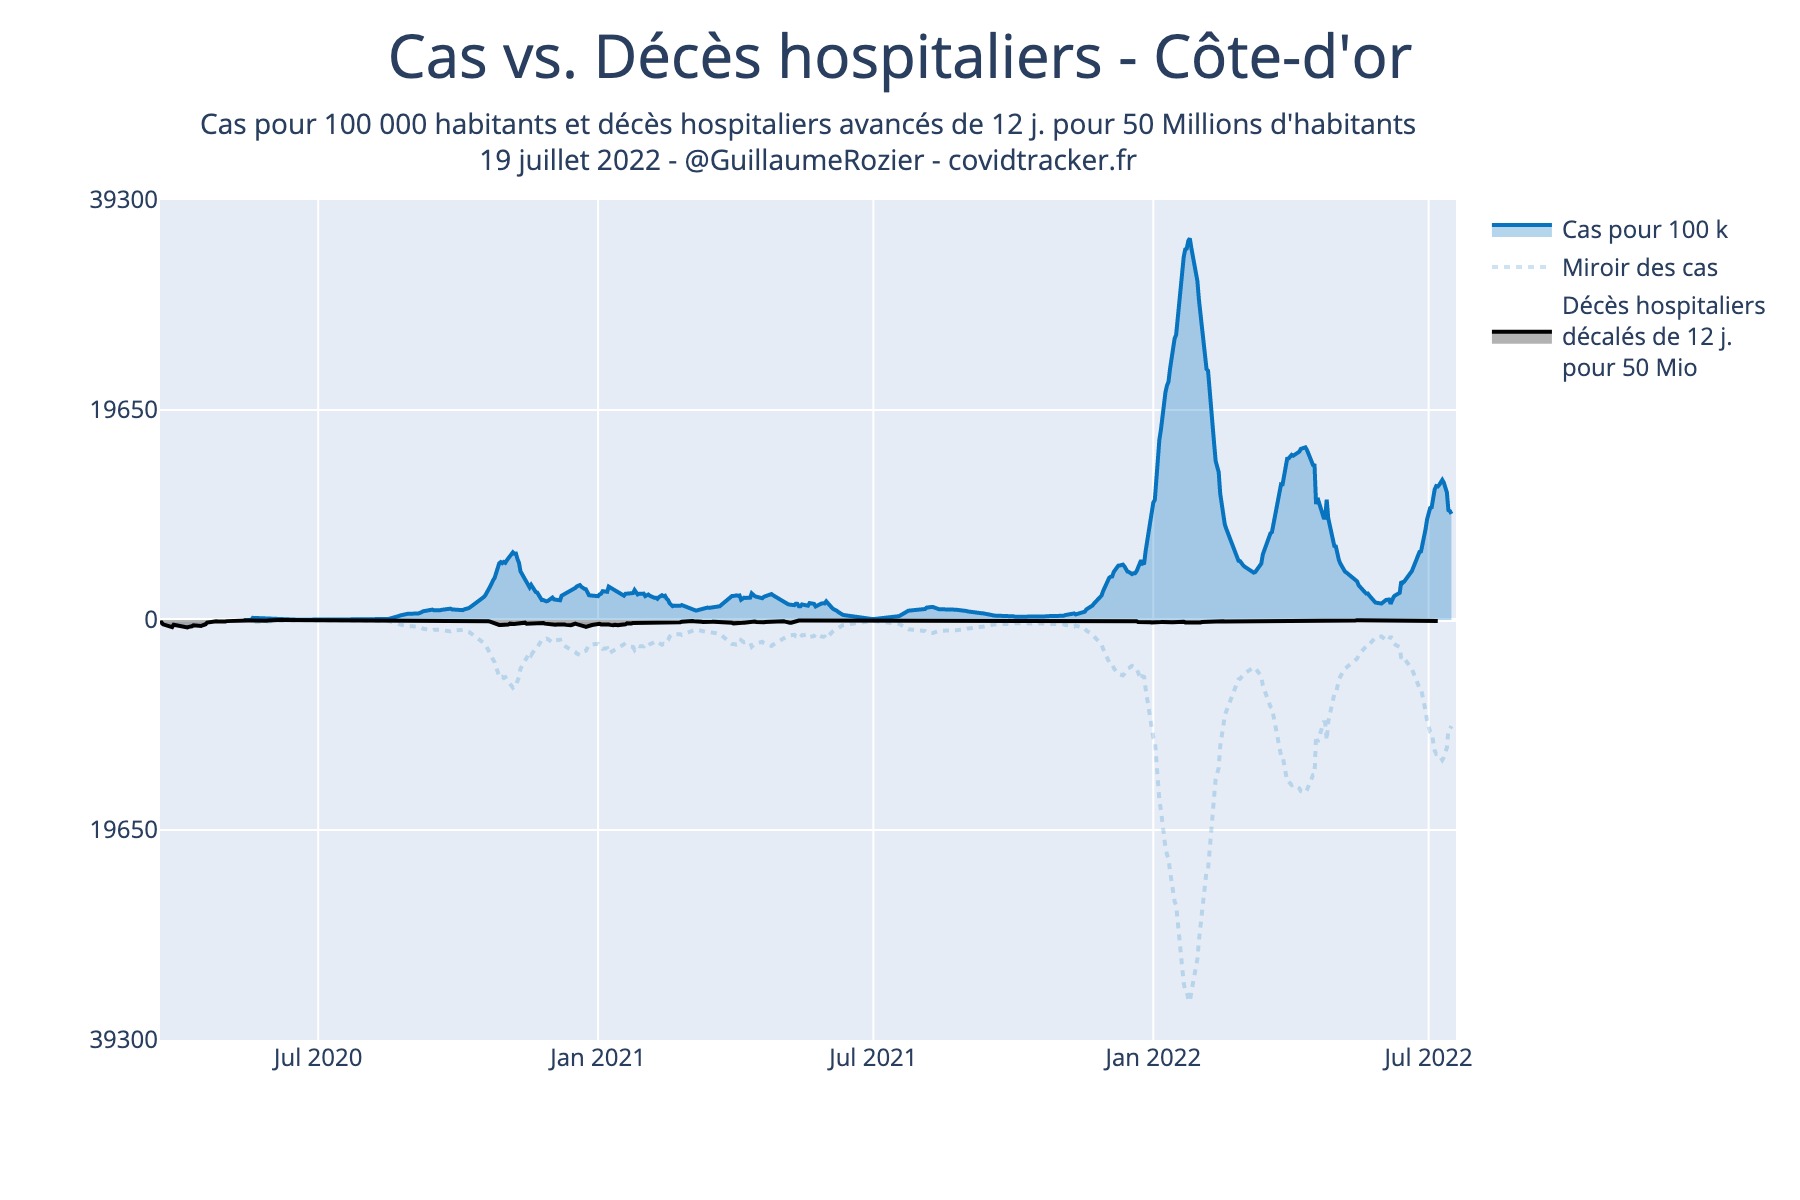 Cas vs. Décès hospitaliers - Côte-d'or
Cas pour 100 000 habitants et décès hospitaliers avancés de 12 j. pour 50 Millions d'habitants
19 juillet 2022 - @GuillaumeRozier - covidtracker.fr
39300
19650
0
19650
39300
Jul 2020
Jan 2021
Jul 2021
Jan 2022
Jul 2022
Cas pour 100 k
Miroir des cas
Décès hospitaliers
décalés de 12 j.
pour 50 Mio